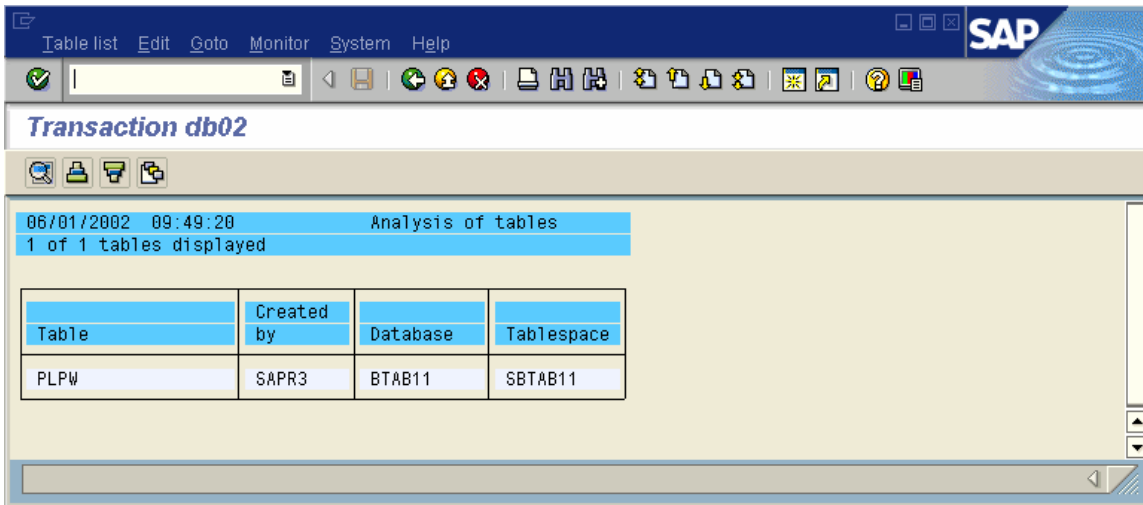 Table list Edit Goto Monitor System Help
SAP
Transaction db02
06/01/2002 09:49:20 Analysis of tables
1 of 1 tables displayed
Created
Table by Database Tablespace
PLPW SAPR3 BTAB11 SBTAB11